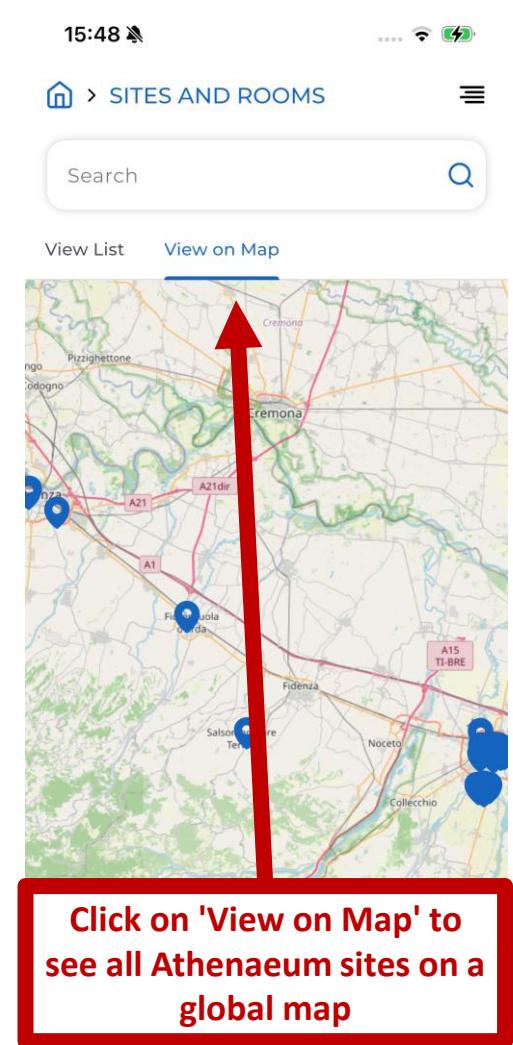 15:48
> SITES AND ROOMS
Search
View List View on Map
Cremona
Pizzighettone
Cremona
A21dir
A21
A1
A15
TI-BRE
Fidenza
Noceto
Collecchio
Click on 'View on Map' to
see all Athenaeum sites on a
global map